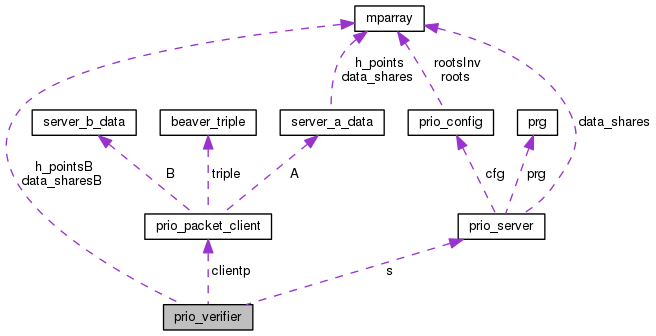 mparray
h_points
data_shares
rootsInv
roots
server_b_data
beaver_triple
server_a_data
prio_config
prg
data_shares
h_pointsB
data_sharesB
B
triple
A
cfg
prg
prio_packet_client
prio_server
clientp
s
prio_verifier